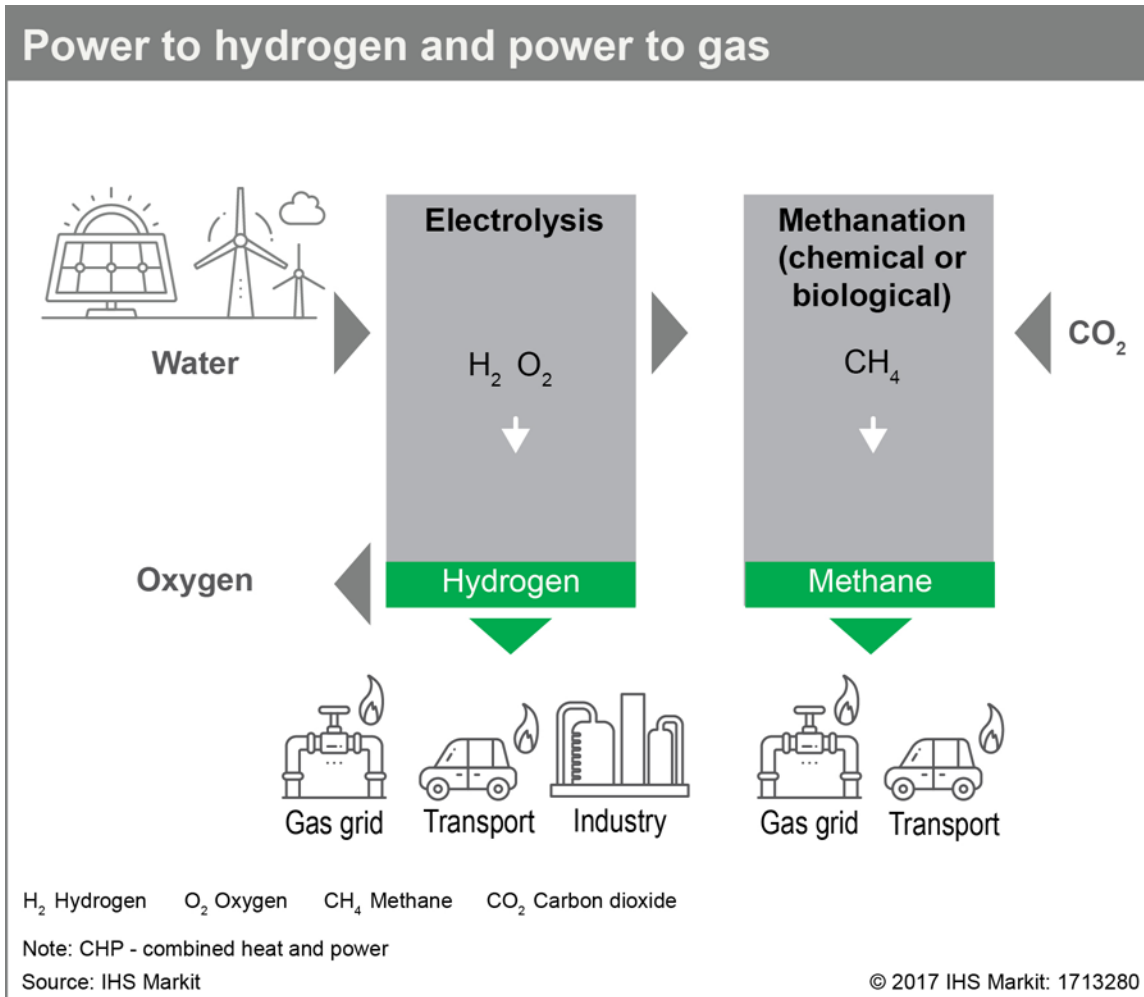 Power to hydrogen and power to gas
Electrolysis
Methanation
(chemical or
biological)
Water
H₂ O₂
CH₄
CO₂
Oxygen
Hydrogen
Methane
Gas grid
Transport
Industry
Gas grid
Transport
H₂ Hydrogen O₂ Oxygen CH₄ Methane CO₂ Carbon dioxide
Note: CHP - combined heat and power
Source: IHS Markit
© 2017 IHS Markit: 1713280